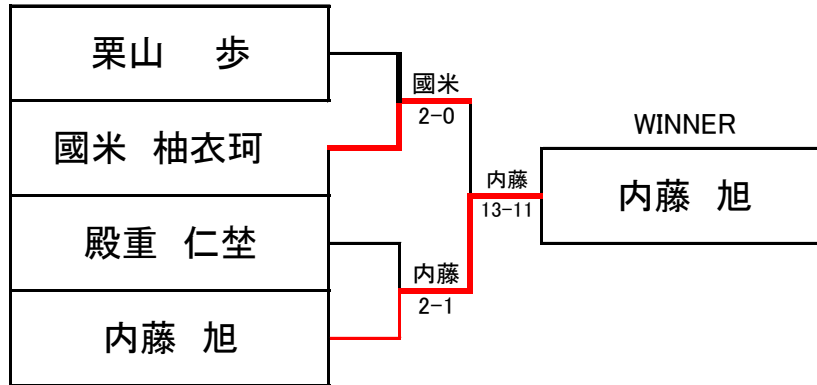 栗山 歩
國米
2-0
WINNER
國米 柚衣珂
内藤
13-11
内藤 旭
殿重 仁埜
内藤
2-1
内藤 旭